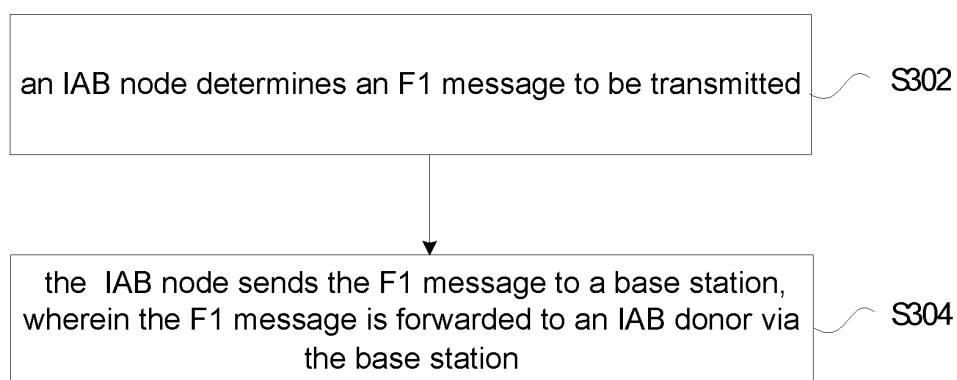 an IAB node determines an F1 message to be transmitted
S302
the IAB node sends the F1 message to a base station,
wherein the F1 message is forwarded to an IAB donor via
the base station
S304